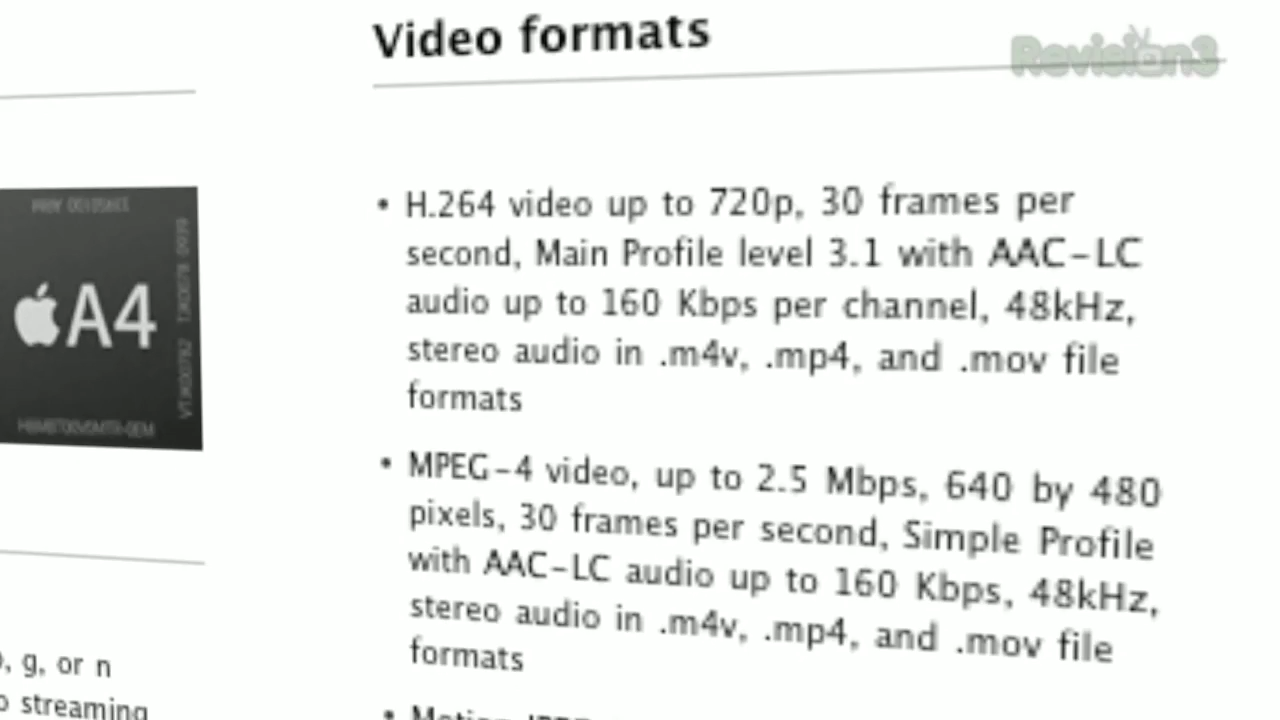 Video formats
Revision3
• H.264 video up to 720p, 30 frames per
second, Main Profile level 3.1 with AAC-LC
audio up to 160 Kbps per channel, 48kHz,
stereo audio in .m4v, .mp4, and .mov file
formats
A4
• MPEG-4 video, up to 2.5 Mbps, 640 by 480
pixels, 30 frames per second, Simple Profile
with AAC-LC audio up to 160 Kbps, 48kHz,
stereo audio in .m4v, .mp4, and .mov file
formats
, g, or n
streaming
• Motion